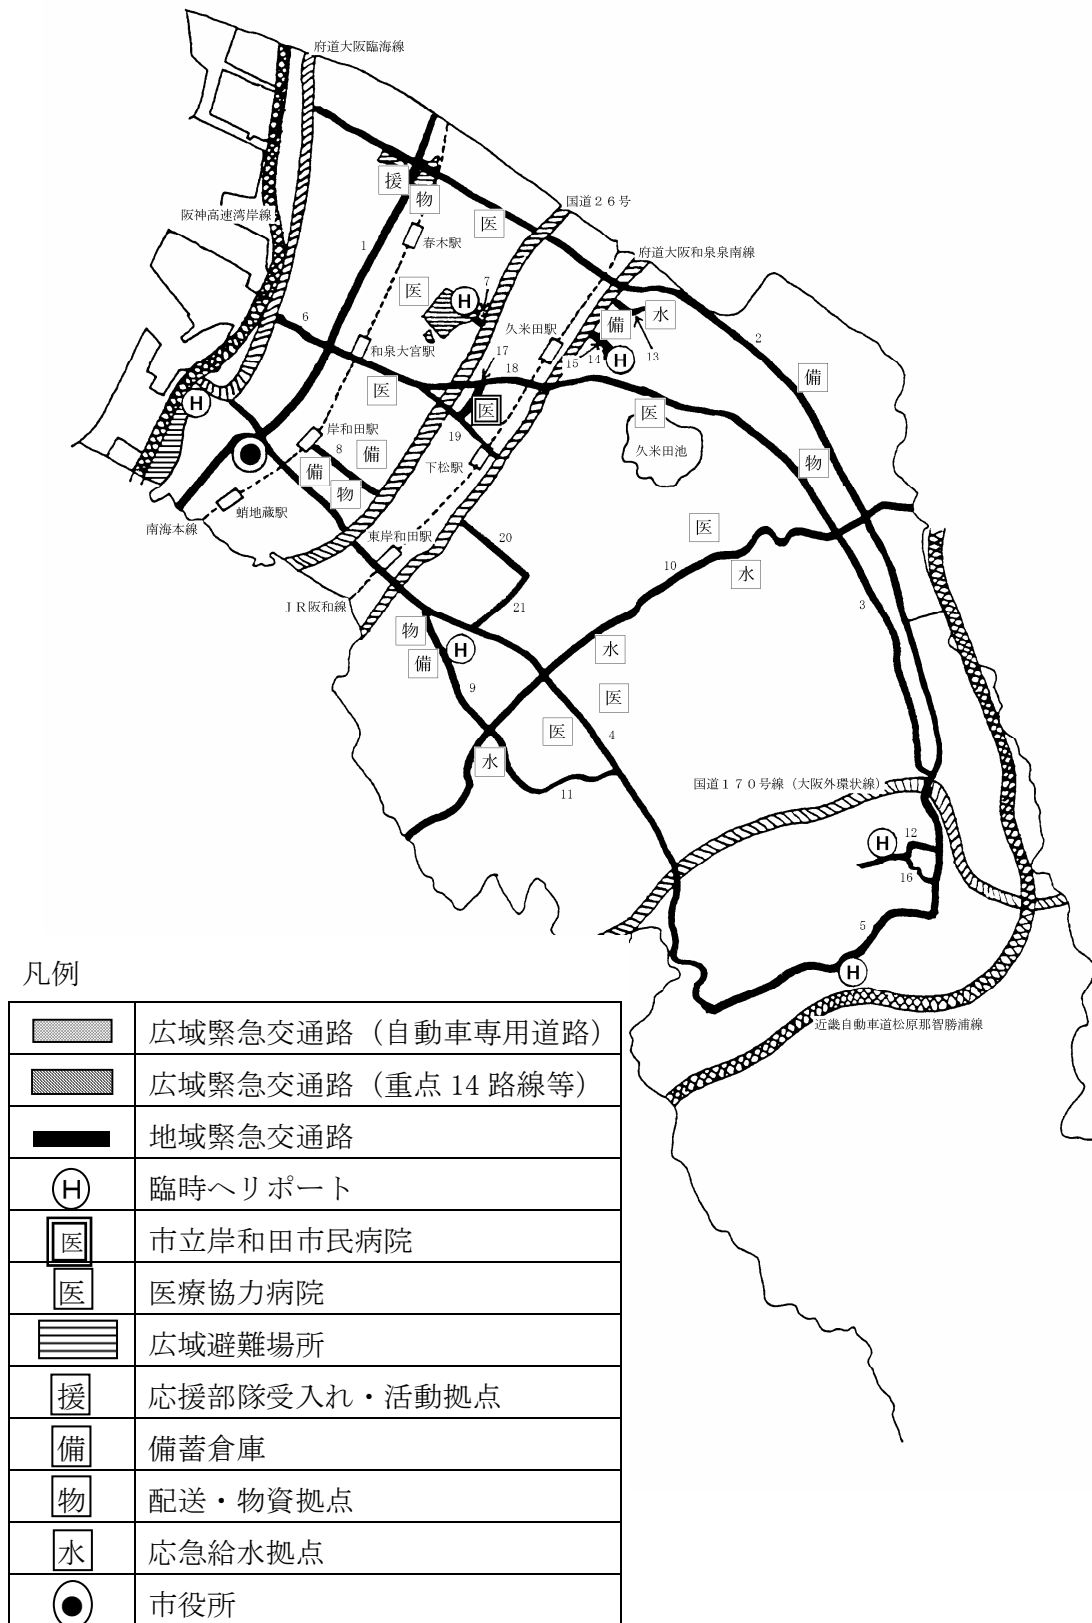 府道大阪臨海線
援
物
国道２６号
医
阪神高速湾岸線
1
春木駅
府道大阪和泉泉南線
医
H
7
備
水
6
久米田駅
2
和泉大宮駅
17
15
14
H
13
18
備
医
H
医
医
岸和田駅
19
久米田池
8
備
下松駅
物
備
物
蛸地蔵駅
南海本線
医
東岸和田駅
20
10
水
ＪＲ阪和線
21
3
物
備
H
水
9
医
医
4
水
国道１７０号線（大阪外環状線）
11
H
12
16
5
H
近畿自動車道松原那智勝浦線
凡例
広域緊急交通路（自動車専用道路）
広域緊急交通路（重点 14 路線等）
地域緊急交通路
H 臨時ヘリポート
医 市立岸和田市民病院
医 医療協力病院
広域避難場所
援 応援部隊受入れ・活動拠点
備 備蓄倉庫
物 配送・物資拠点
水 応急給水拠点
市役所